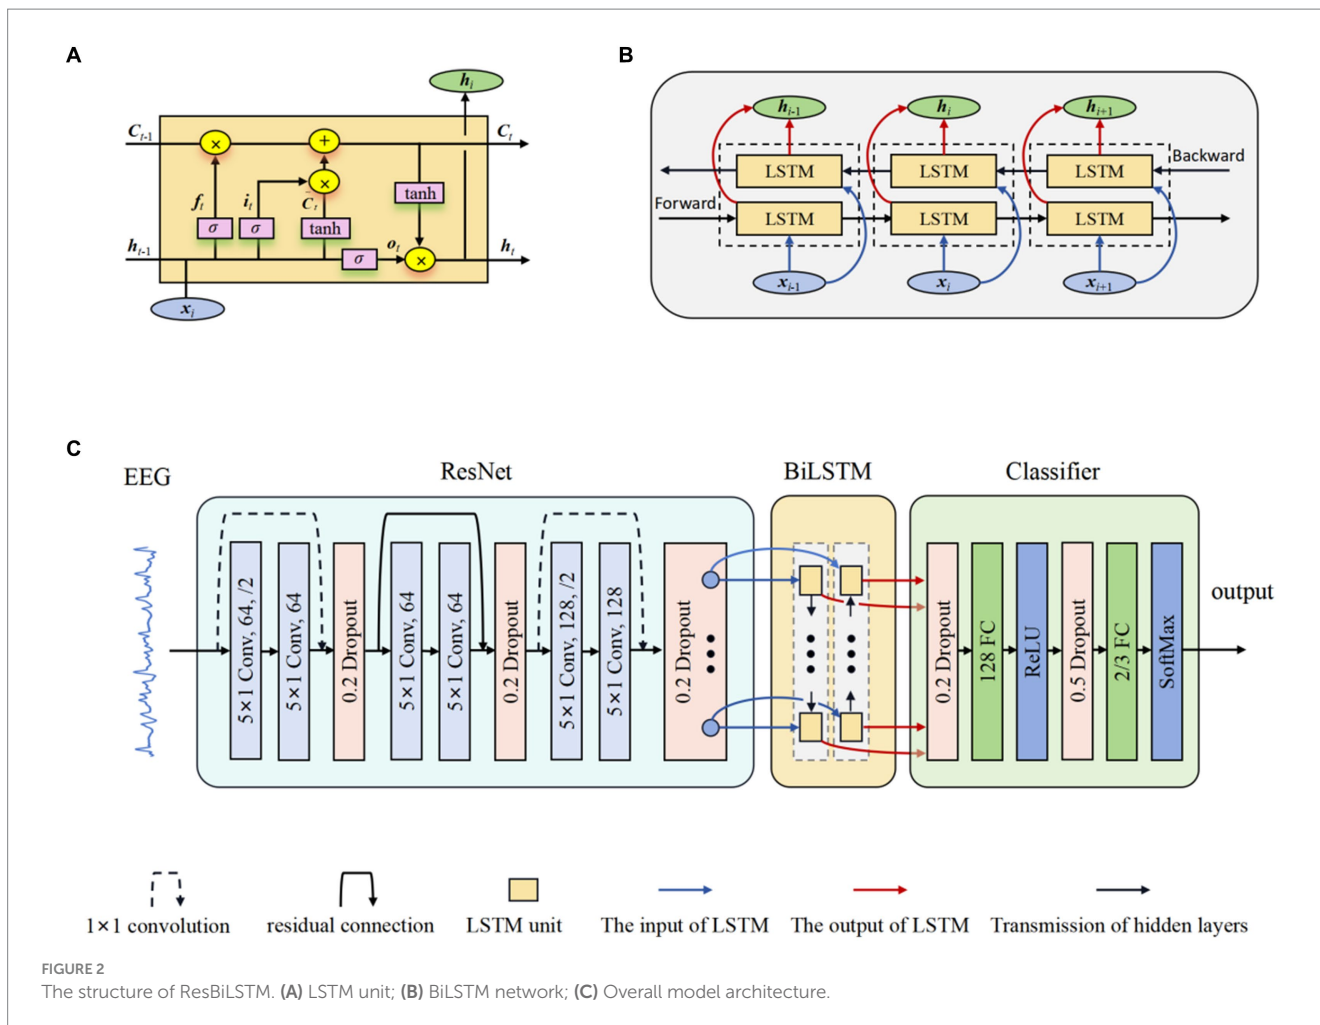 A
h_i
C_{t-1}
×
+
C_t
×
f_t
i_t
C̃_t
tanh
σ
σ
tanh
h_{t-1}
σ
o_t
×
h_t
x_i
B
h_{i-1}
h_i
h_{i+1}
LSTM
LSTM
LSTM
Backward
Forward
LSTM
LSTM
LSTM
x_{i-1}
x_i
x_{i+1}
C
EEG
ResNet
BiLSTM
Classifier
5×1 Conv, 64, /2
5×1 Conv, 64
0.2 Dropout
5×1 Conv, 64
5×1 Conv, 64
0.2 Dropout
5×1 Conv, 128, /2
5×1 Conv, 128
0.2 Dropout
0.2 Dropout
128 FC
ReLU
0.5 Dropout
2/3 FC
SoftMax
output
1×1 convolution
residual connection
LSTM unit
The input of LSTM
The output of LSTM
Transmission of hidden layers
FIGURE 2
The structure of ResBiLSTM. (A) LSTM unit; (B) BiLSTM network; (C) Overall model architecture.